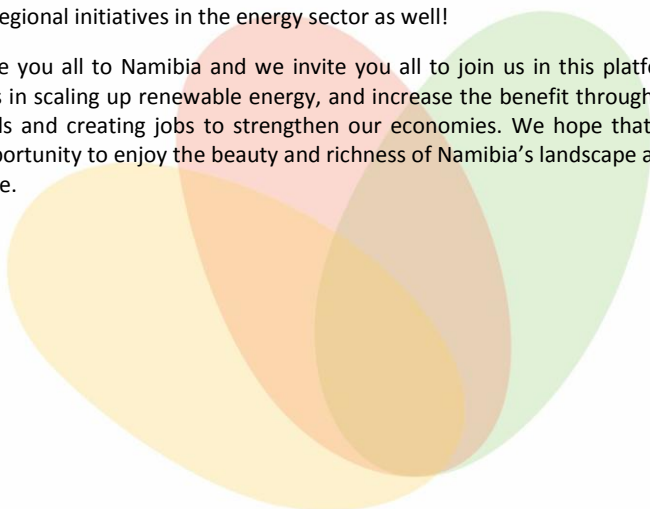 egional initiatives in the energy sector as well!
e you all to Namibia and we invite you all to join us in this platf
s in scaling up renewable energy, and increase the benefit through
ls and creating jobs to strengthen our economies. We hope that
portunity to enjoy the beauty and richness of Namibia’s landscape a
e.